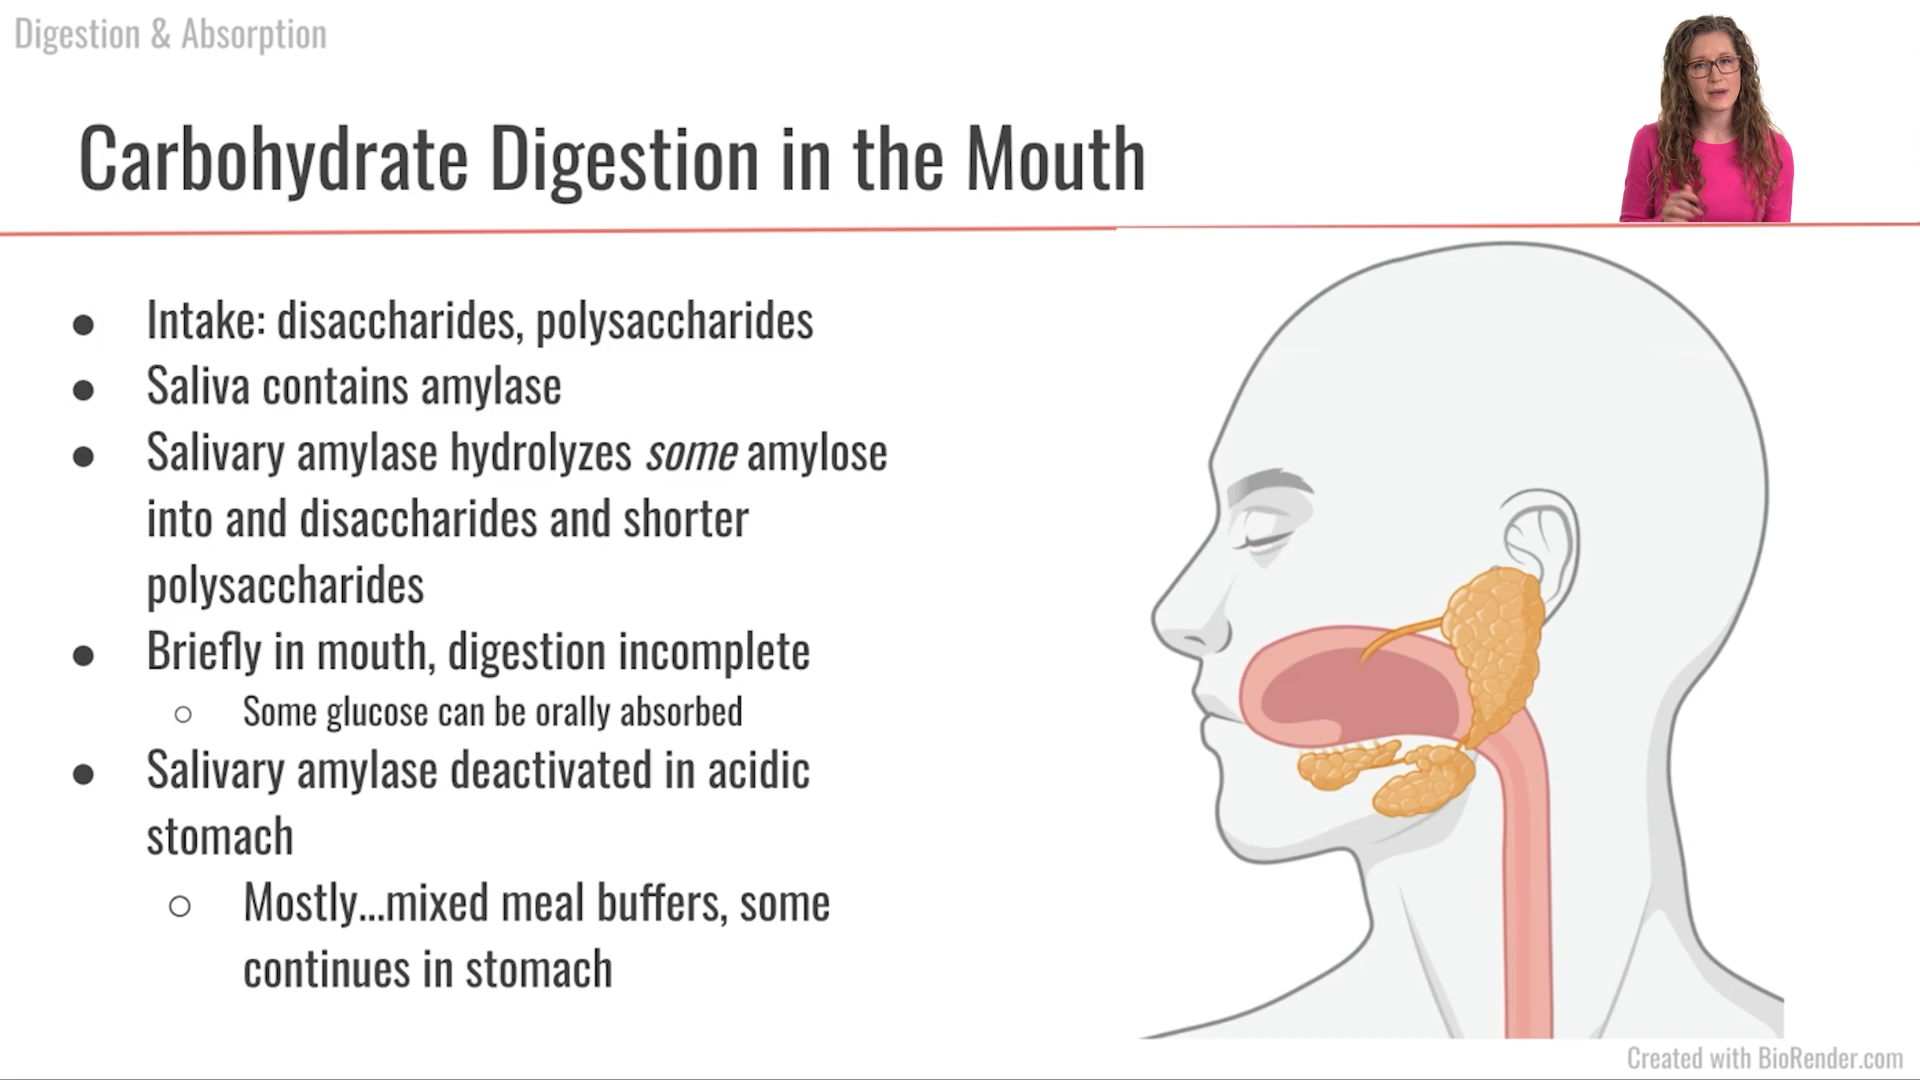 Digestion & Absorption
Carbohydrate Digestion in the Mouth
● Intake: disaccharides, polysaccharides
● Saliva contains amylase
● Salivary amylase hydrolyzes some amylose
into and disaccharides and shorter
polysaccharides
● Briefly in mouth, digestion incomplete
○ Some glucose can be orally absorbed
● Salivary amylase deactivated in acidic
stomach
○ Mostly...mixed meal buffers, some
continues in stomach
Created with BioRender.com